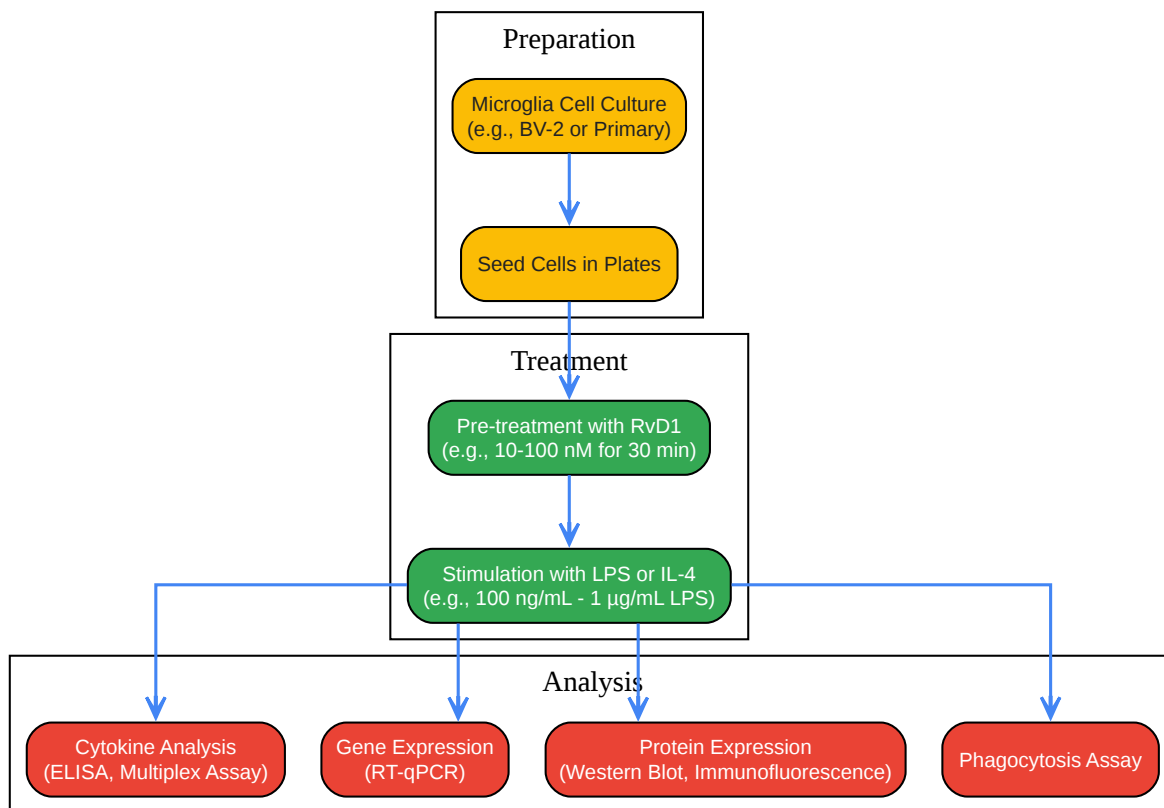 Preparation
Microglia Cell Culture
(e.g., BV-2 or Primary)
Seed Cells in Plates
Treatment
Pre-treatment with RvD1
(e.g., 10-100 nM for 30 min)
Stimulation with LPS or IL-4
(e.g., 100 ng/mL - 1 µg/mL LPS)
Analysis
Cytokine Analysis
(ELISA, Multiplex Assay)
Gene Expression
(RT-qPCR)
Protein Expression
(Western Blot, Immunofluorescence)
Phagocytosis Assay